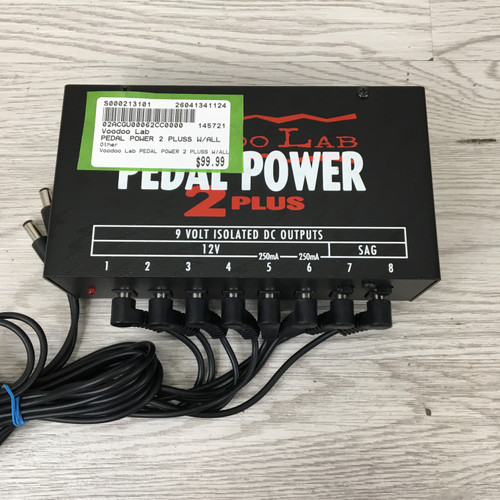 S000213101 26041341124
02ACGU00062CC0000 145721
Voodoo Lab
PEDAL POWER 2 PLUSS W/ALL
Other
Voodoo Lab PEDAL POWER 2 PLUSS W/ALL
$99.99
DO LAB
PEDAL POWER
2 PLUS
9 VOLT ISOLATED DC OUTPUTS
12V 250mA 250mA SAG
1 2 3 4 5 6 7 8